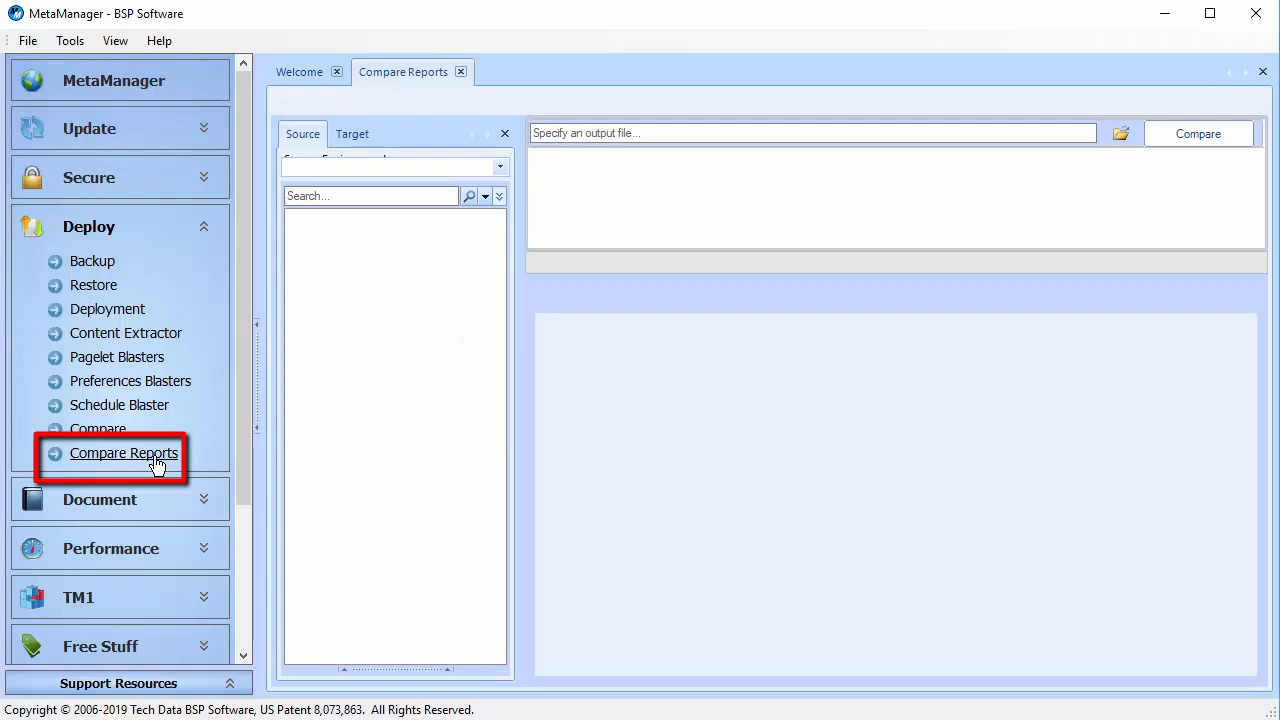 MetaManager - BSP Software
File Tools View Help
MetaManager
Update
Secure
Deploy
Backup
Restore
Deployment
Content Extractor
Pagelet Blasters
Preferences Blasters
Schedule Blaster
Compare
Compare Reports
Document
Performance
TM1
Free Stuff
Support Resources
Welcome Compare Reports
Source Target
Search...
Specify an output file...
Compare
Copyright © 2006-2019 Tech Data BSP Software, US Patent 8,073,863. All Rights Reserved.